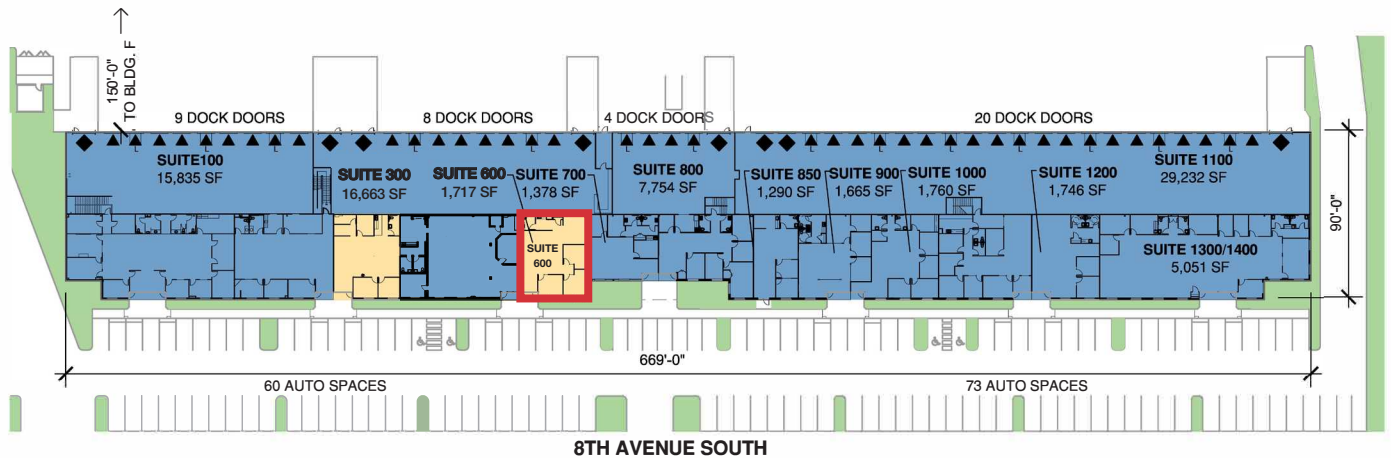 150'-0"
TO BLDG. F
9 DOCK DOORS
8 DOCK DOORS
4 DOCK DOORS
20 DOCK DOORS
SUITE100
15,835 SF
SUITE 300
16,663 SF
SUITE 600
1,717 SF
SUITE 700
1,378 SF
SUITE 800
7,754 SF
SUITE 850
1,290 SF
SUITE 900
1,665 SF
SUITE 1000
1,760 SF
SUITE 1200
1,746 SF
SUITE 1100
29,232 SF
90'-0"
SUITE
600
SUITE 1300/1400
5,051 SF
669'-0"
60 AUTO SPACES
73 AUTO SPACES
8TH AVENUE SOUTH